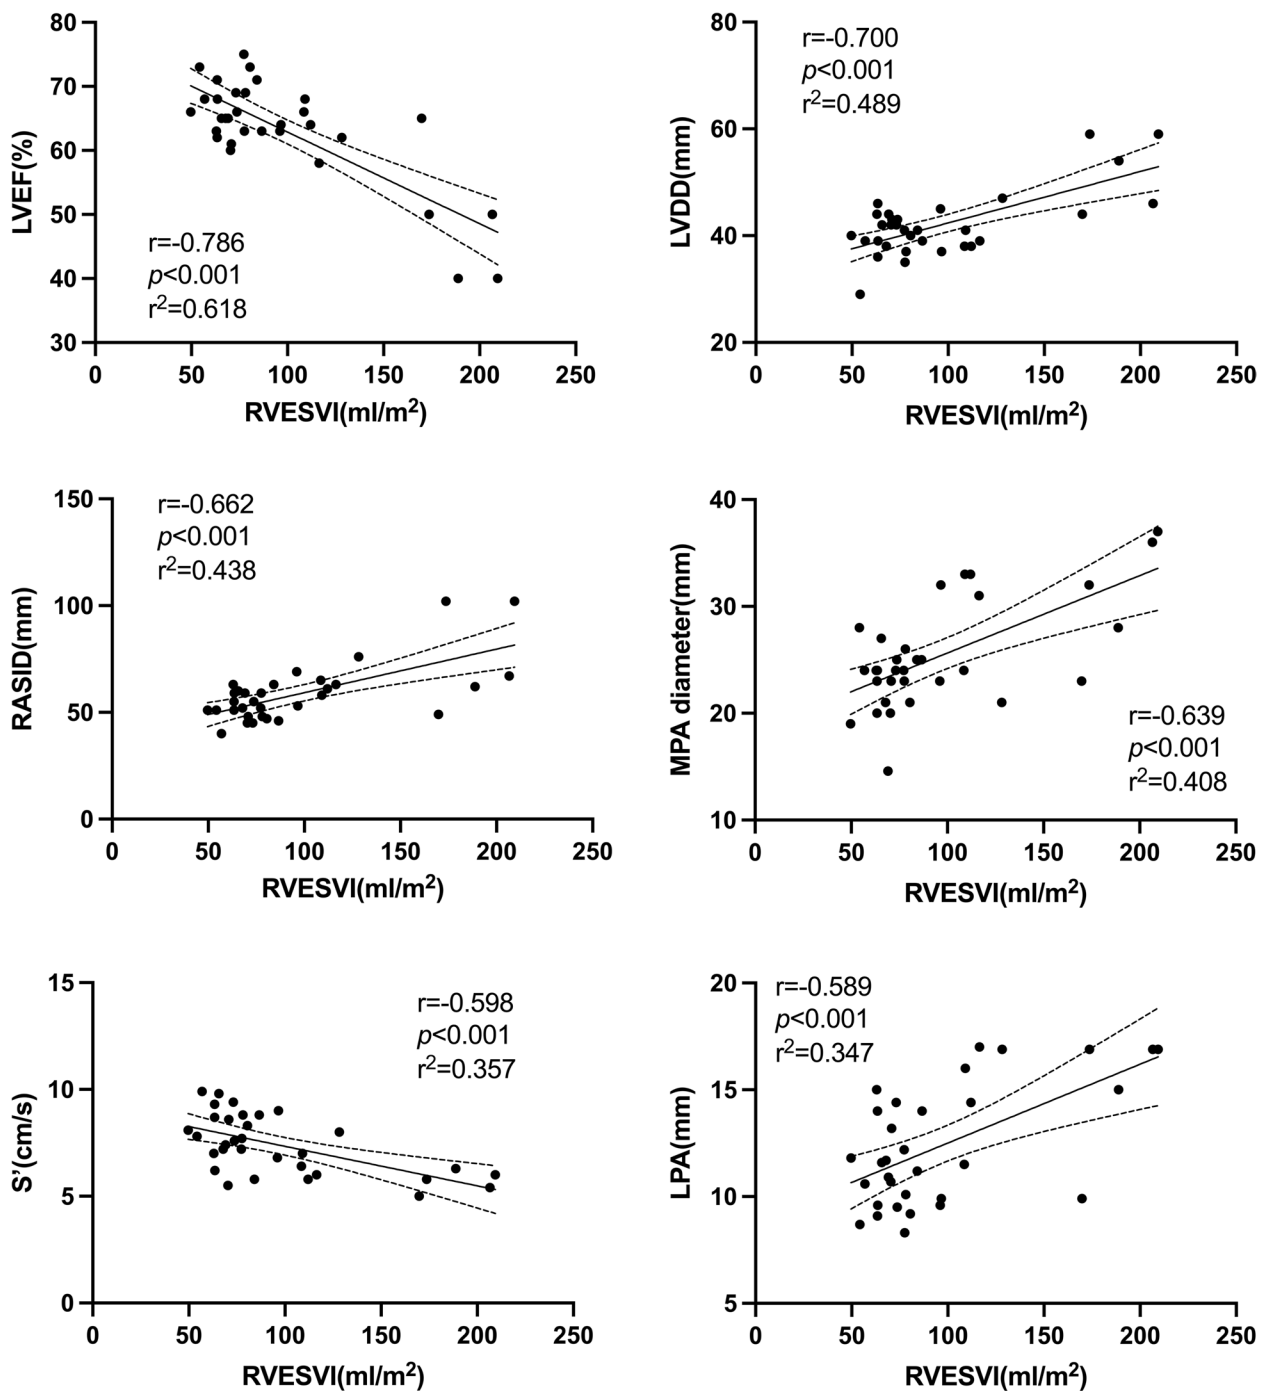 80
70
60
50
40
30
LVEF(%)
r=-0.786
p<0.001
r²=0.618
0 50 100 150 200 250
RVESVI(ml/m²)
80
60
40
20
LVDD(mm)
r=-0.700
p<0.001
r²=0.489
0 50 100 150 200 250
RVESVI(ml/m²)
150
100
50
0
RASID(mm)
r=-0.662
p<0.001
r²=0.438
0 50 100 150 200 250
RVESVI(ml/m²)
40
30
20
10
MPA diameter(mm)
r=-0.639
p<0.001
r²=0.408
0 50 100 150 200 250
RVESVI(ml/m²)
15
10
5
0
S’(cm/s)
r=-0.598
p<0.001
r²=0.357
0 50 100 150 200 250
RVESVI(ml/m²)
20
15
10
5
LPA(mm)
r=-0.589
p<0.001
r²=0.347
0 50 100 150 200 250
RVESVI(ml/m²)